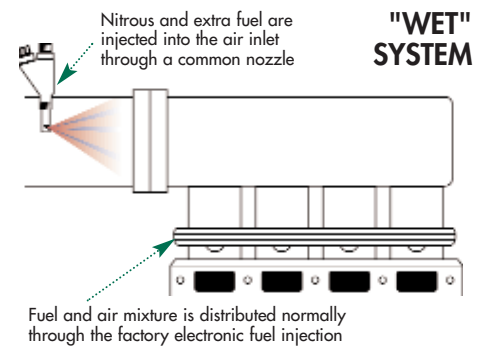 Nitrous and extra fuel are
injected into the air inlet
through a common nozzle
"WET"
SYSTEM
Fuel and air mixture is distributed normally
through the factory electronic fuel injection